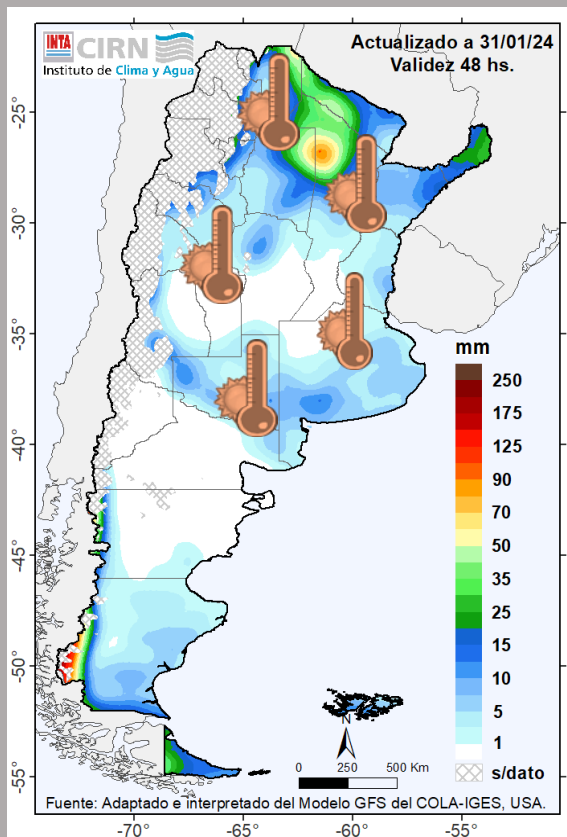 INTA CIRN
Instituto de Clima y Agua
Actualizado a 31/01/24
Validez 48 hs.
25°
30°
35°
40°
45°
50°
55°
mm
250
175
125
90
70
50
35
25
15
10
5
1
s/dato
N
0 250 500 Km
Fuente: Adaptado e interpretado del Modelo GFS del COLA-IGES, USA.
-70° -65° -60° -55°